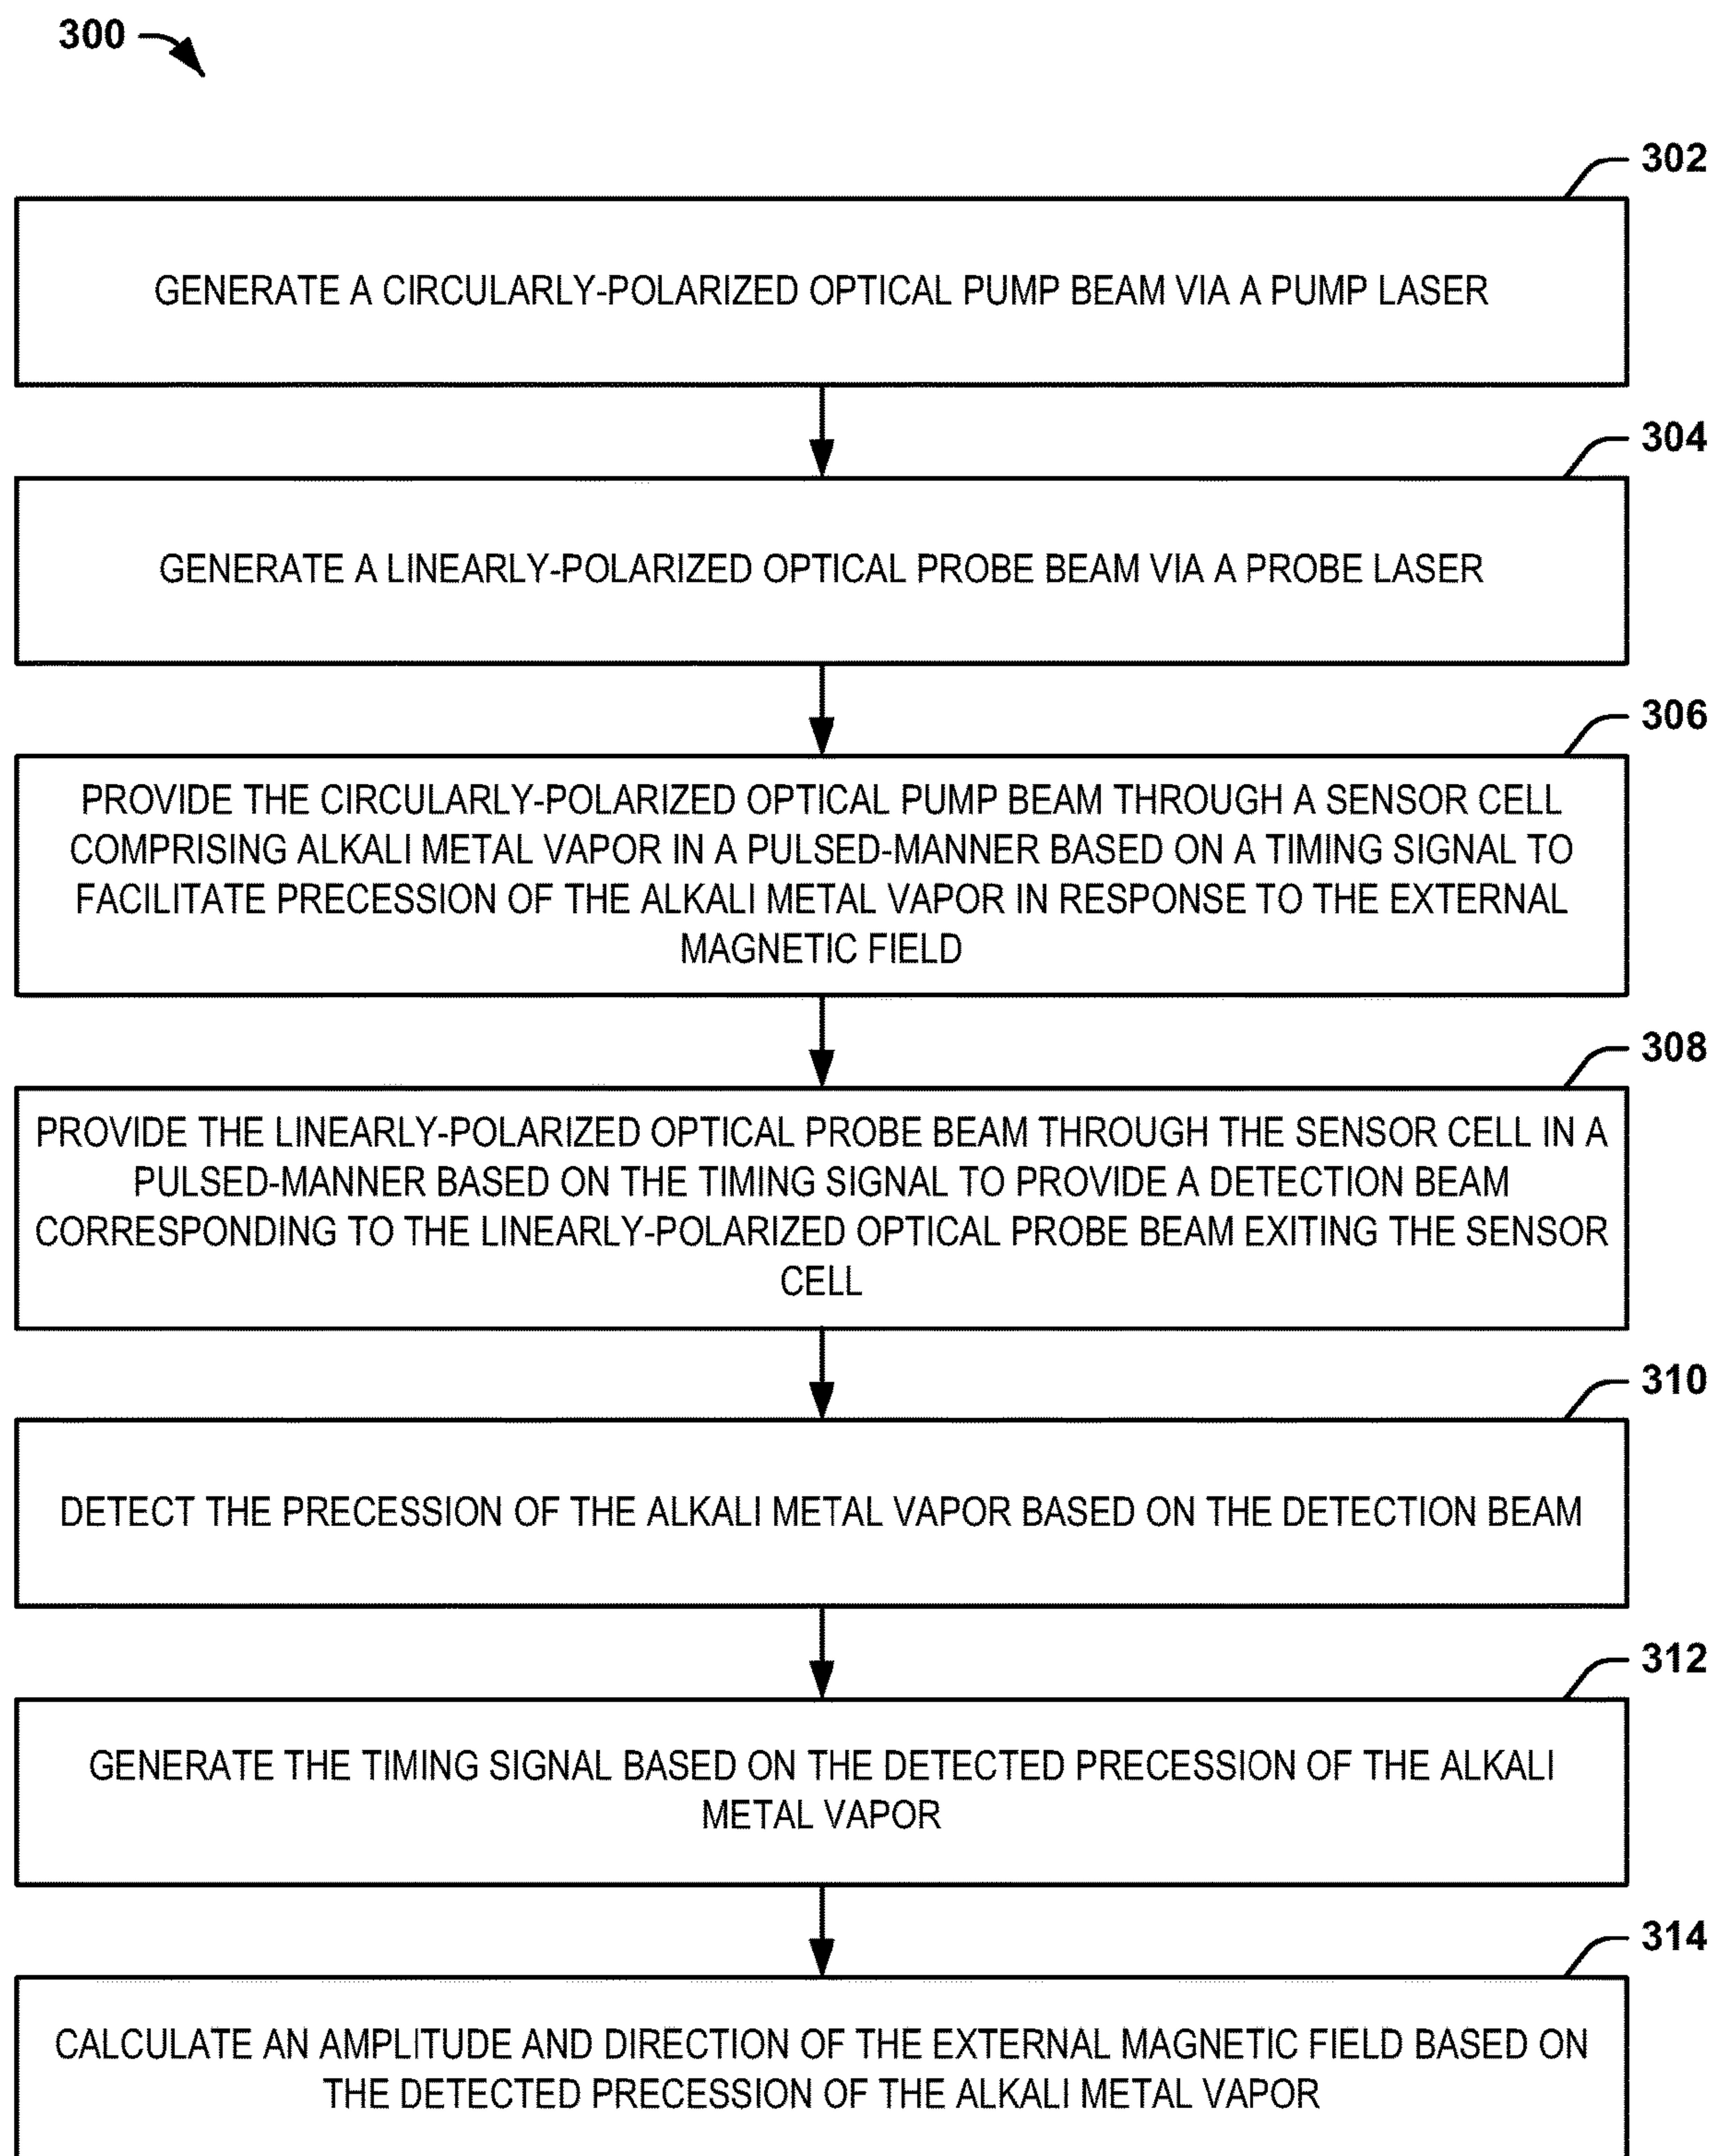 300
302
GENERATE A CIRCULARLY-POLARIZED OPTICAL PUMP BEAM VIA A PUMP LASER
304
GENERATE A LINEARLY-POLARIZED OPTICAL PROBE BEAM VIA A PROBE LASER
306
PROVIDE THE CIRCULARLY-POLARIZED OPTICAL PUMP BEAM THROUGH A SENSOR CELL
COMPRISING ALKALI METAL VAPOR IN A PULSED-MANNER BASED ON A TIMING SIGNAL TO
FACILITATE PRECESSION OF THE ALKALI METAL VAPOR IN RESPONSE TO THE EXTERNAL
MAGNETIC FIELD
308
PROVIDE THE LINEARLY-POLARIZED OPTICAL PROBE BEAM THROUGH THE SENSOR CELL IN A
PULSED-MANNER BASED ON THE TIMING SIGNAL TO PROVIDE A DETECTION BEAM
CORRESPONDING TO THE LINEARLY-POLARIZED OPTICAL PROBE BEAM EXITING THE SENSOR
CELL
310
DETECT THE PRECESSION OF THE ALKALI METAL VAPOR BASED ON THE DETECTION BEAM
312
GENERATE THE TIMING SIGNAL BASED ON THE DETECTED PRECESSION OF THE ALKALI
METAL VAPOR
314
CALCULATE AN AMPLITUDE AND DIRECTION OF THE EXTERNAL MAGNETIC FIELD BASED ON
THE DETECTED PRECESSION OF THE ALKALI METAL VAPOR